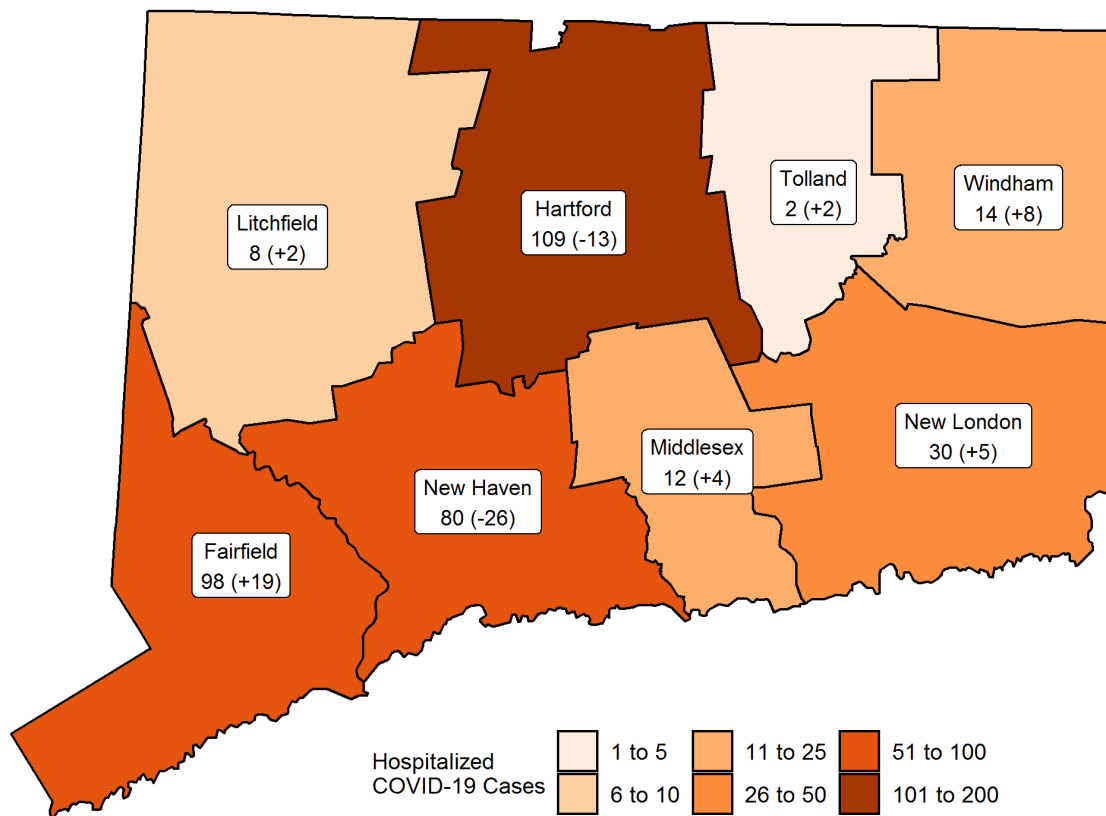 Tolland
2 (+2)
Windham
14 (+8)
Litchfield
8 (+2)
Hartford
109 (-13)
New London
30 (+5)
Middlesex
12 (+4)
New Haven
80 (-26)
Fairfield
98 (+19)
Hospitalized
COVID-19 Cases
1 to 5
11 to 25
51 to 100
6 to 10
26 to 50
101 to 200